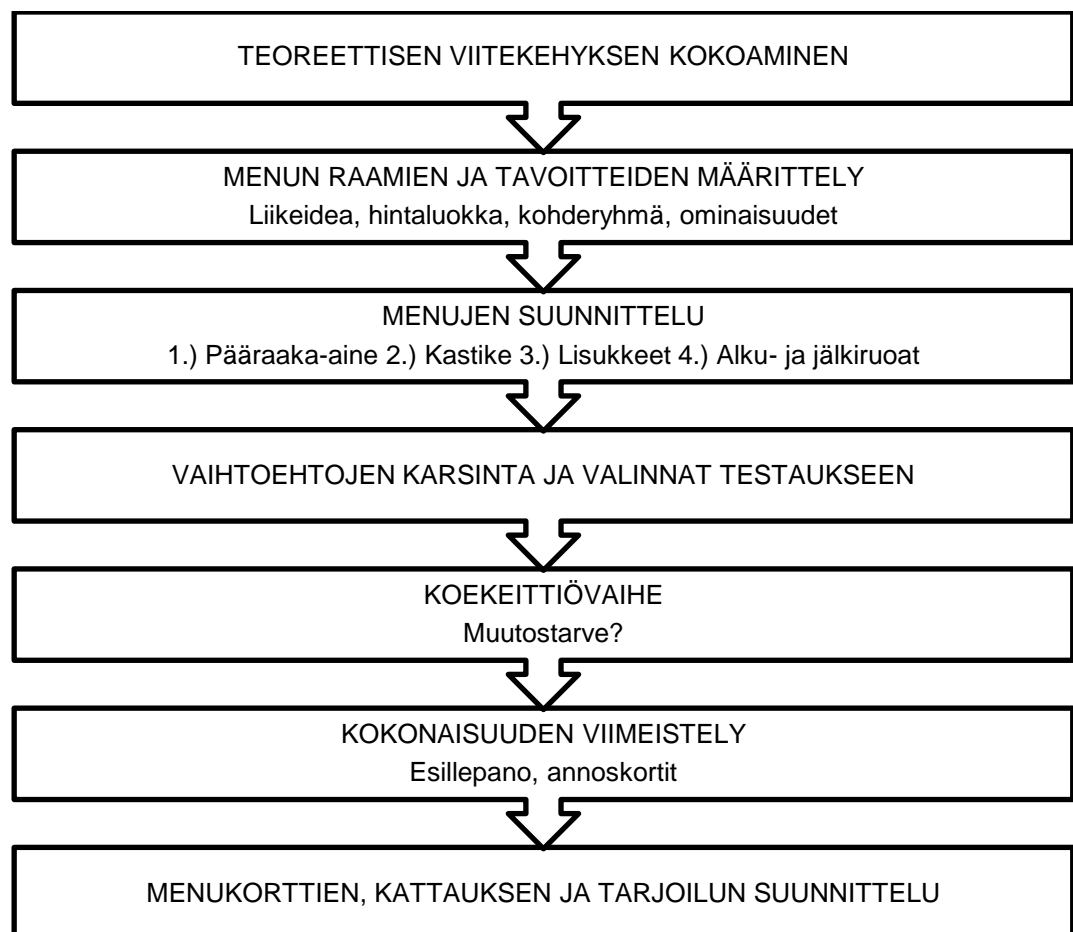 TEOREETTISEN VIITEKEHYKSEN KOKOAMINEN
MENUN RAAMIEN JA TAVOITTEIDEN MÄÄRITTELY
Liikeidea, hintaluokka, kohderyhmä, ominaisuudet
MENUJEN SUUNNITTELU
1.) Pääraaka-aine 2.) Kastike 3.) Lisukkeet 4.) Alku- ja jälkiruoat
VAIHTOEHTOJEN KARSINTA JA VALINNAT TESTAUKSEEN
KOEKEITTIÖVAIHE
Muutostarve?
KOKONAISUUDEN VIIMEISTELY
Esillepano, annoskortit
MENUKORTTIEN, KATTAUKSEN JA TARJOILUN SUUNNITTELU